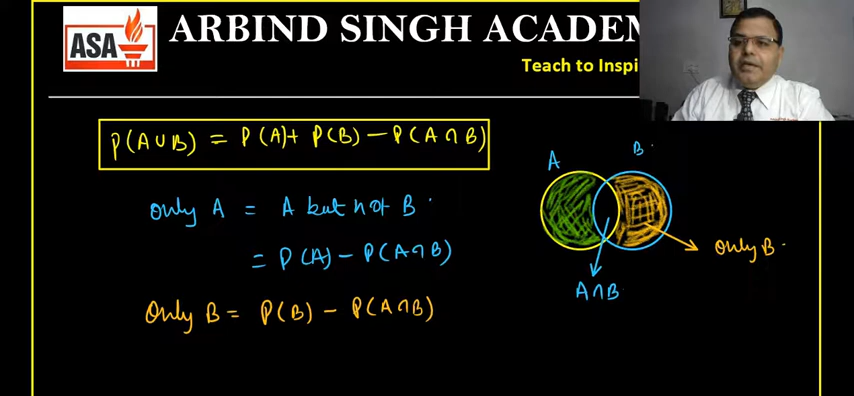 ASA
ARBIND SINGH ACADEM
Teach to Inspi
P(A∪B) = P(A)+ P(B) − P(A∩B)
Only A = A but not B.
= P(A) − P(A∩B)
Only B = P(B) − P(A∩B)
A
B.
Only B.
A∩B.